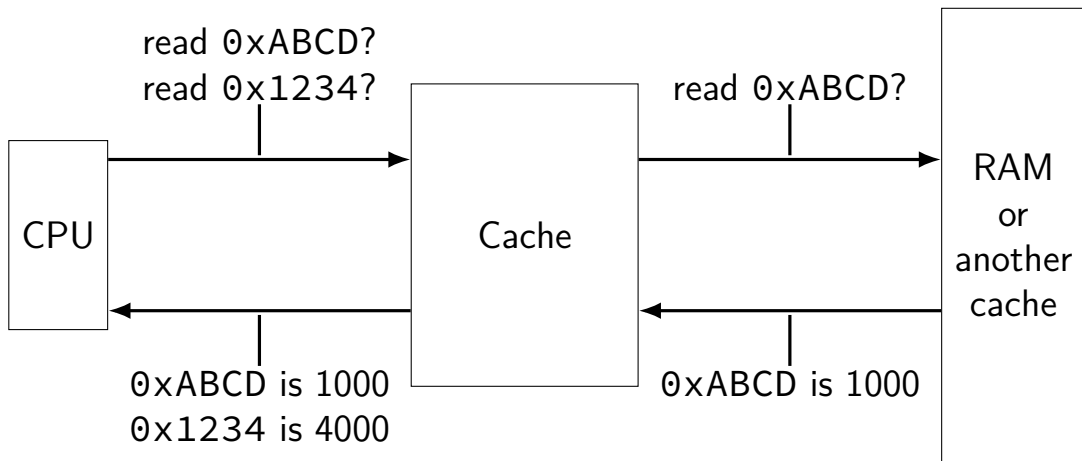 read 0xABCD?
read 0x1234?
read 0xABCD?
CPU
Cache
RAM
or
another
cache
0xABCD is 1000
0x1234 is 4000
0xABCD is 1000